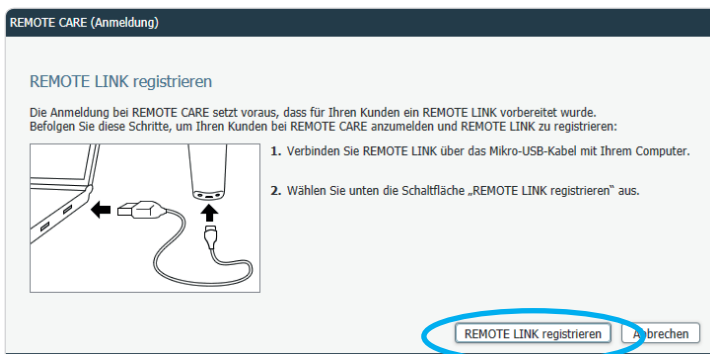 REMOTE CARE (Anmeldung)
REMOTE LINK registrieren
Die Anmeldung bei REMOTE CARE setzt voraus, dass für Ihren Kunden ein REMOTE LINK vorbereitet wurde.
Befolgen Sie diese Schritte, um Ihren Kunden bei REMOTE CARE anzumelden und REMOTE LINK zu registrieren:
1. Verbinden Sie REMOTE LINK über das Mikro-USB-Kabel mit Ihrem Computer.
2. Wählen Sie unten die Schaltfläche „REMOTE LINK registrieren“ aus.
REMOTE LINK registrieren Abbrechen